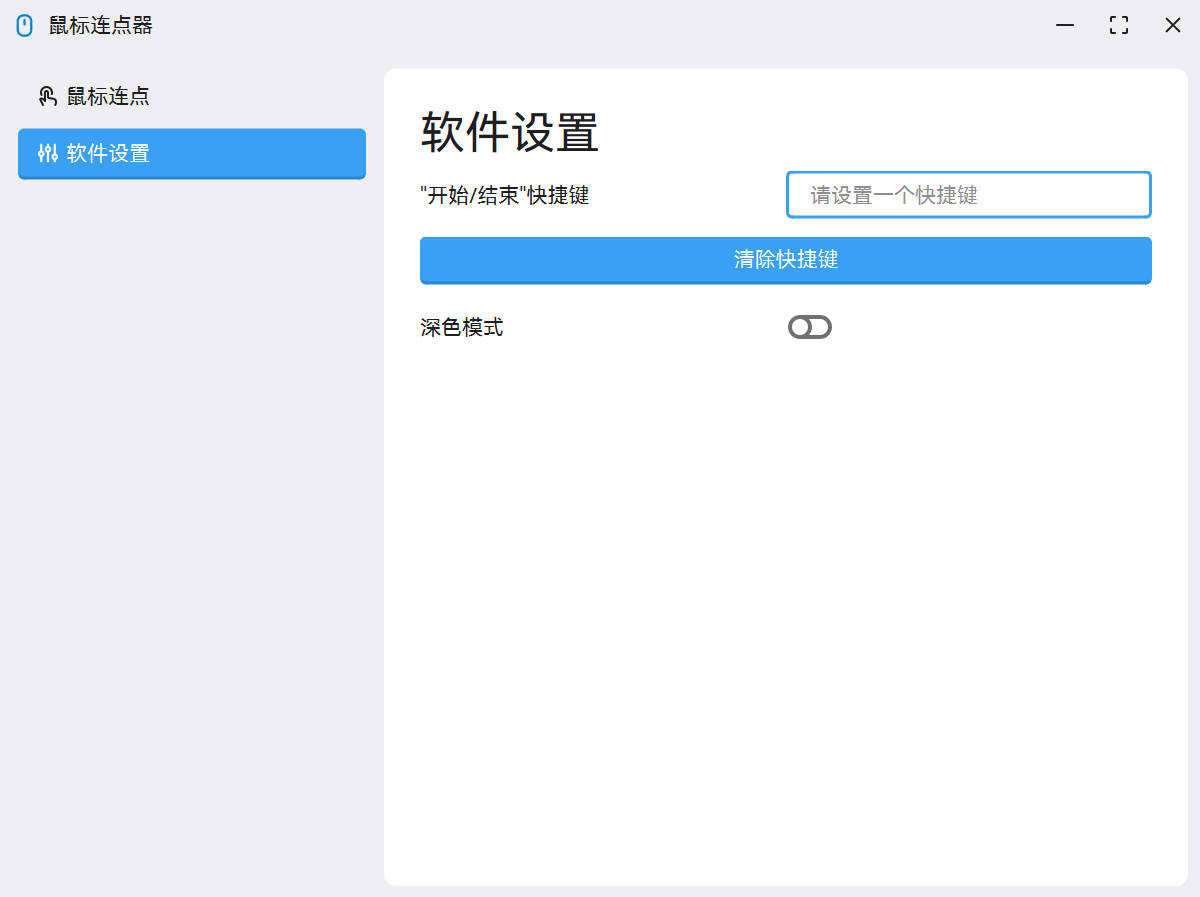 鼠标连点器
鼠标连点
软件设置
软件设置
"开始/结束"快捷键
请设置一个快捷键
清除快捷键
深色模式